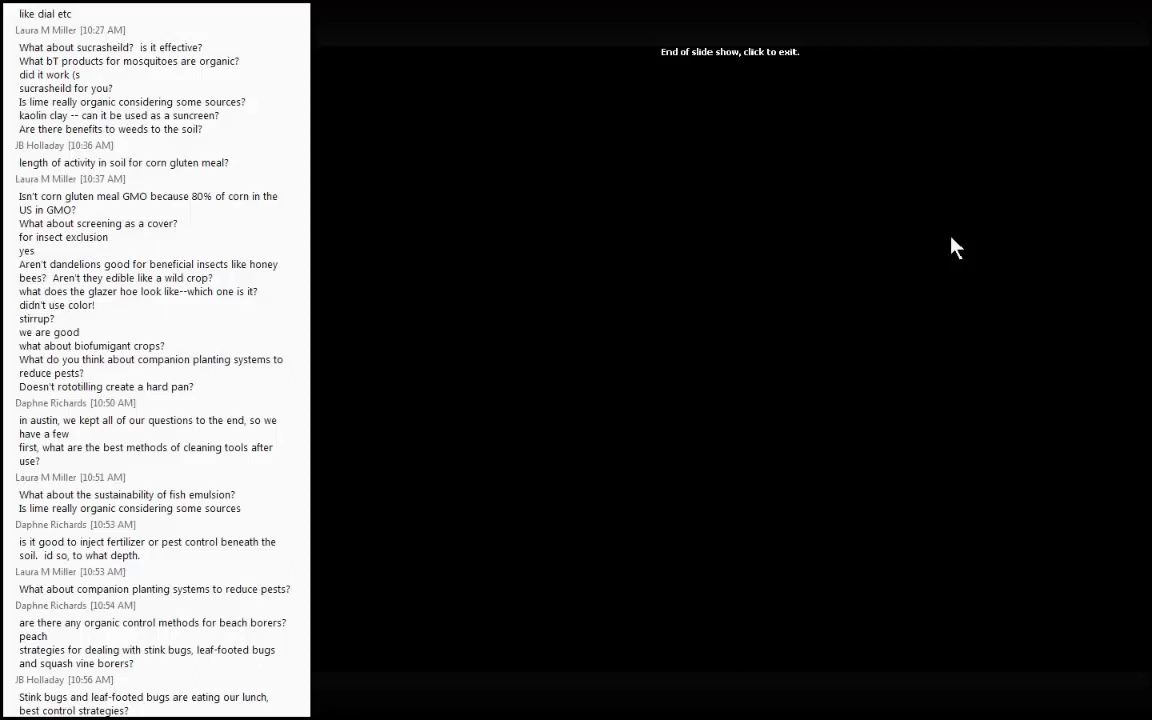 like dial etc
Laura M Miller [10:27 AM]
What about sucrasheild?  is it effective?
What bT products for mosquitoes are organic?
did it work (s
sucrasheild for you?
Is lime really organic considering some sources?
kaolin clay -- can it be used as a suncreen?
Are there benefits to weeds to the soil?
JB Holladay [10:36 AM]
length of activity in soil for corn gluten meal?
Laura M Miller [10:37 AM]
Isn't corn gluten meal GMO because 80% of corn in the
US in GMO?
What about screening as a cover?
for insect exclusion
yes
Aren't dandelions good for beneficial insects like honey
bees?  Aren't they edible like a wild crop?
what does the glazer hoe look like--which one is it?
didn't use color!
stirrup?
we are good
what about biofumigant crops?
What do you think about companion planting systems to
reduce pests?
Doesn't rototilling create a hard pan?
Daphne Richards [10:50 AM]
in austin, we kept all of our questions to the end, so we
have a few
first, what are the best methods of cleaning tools after
use?
Laura M Miller [10:51 AM]
What about the sustainability of fish emulsion?
Is lime really organic considering some sources
Daphne Richards [10:53 AM]
is it good to inject fertilizer or pest control beneath the
soil.  id so, to what depth.
Laura M Miller [10:53 AM]
What about companion planting systems to reduce pests?
Daphne Richards [10:54 AM]
are there any organic control methods for beach borers?
peach
strategies for dealing with stink bugs, leaf-footed bugs
and squash vine borers?
JB Holladay [10:56 AM]
Stink bugs and leaf-footed bugs are eating our lunch,
best control strategies?
End of slide show, click to exit.